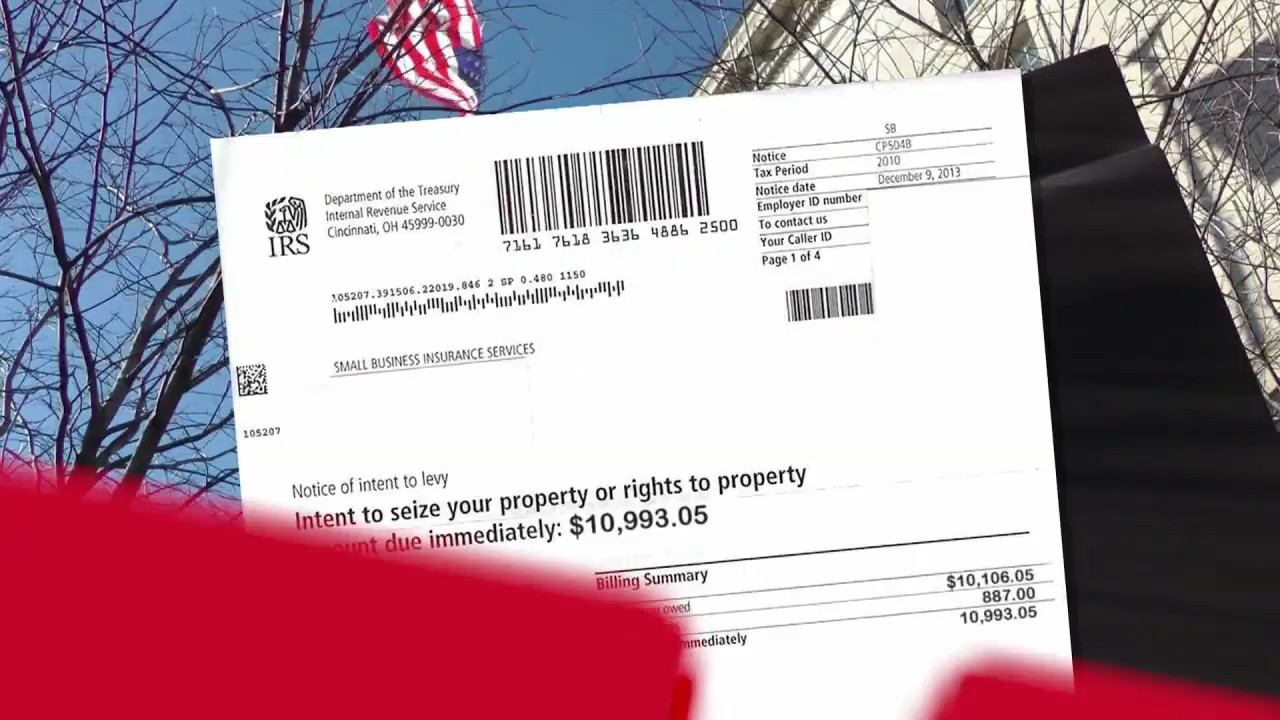 IRS
Department of the Treasury
Internal Revenue Service
Cincinnati, OH 45999-0030
7161 7618 3636 4886 2500
SB
Notice CP504B
Tax Period 2010
Notice date December 9, 2013
Employer ID number
To contact us
Your Caller ID
Page 1 of 4
105207.391506.22019.846 2 SP 0.480 1150
SMALL BUSINESS INSURANCE SERVICES
105207
Notice of intent to levy
Intent to seize your property or rights to property
due immediately: $10,993.05
Billing Summary
owed $10,106.05
887.00
immediately 10,993.05